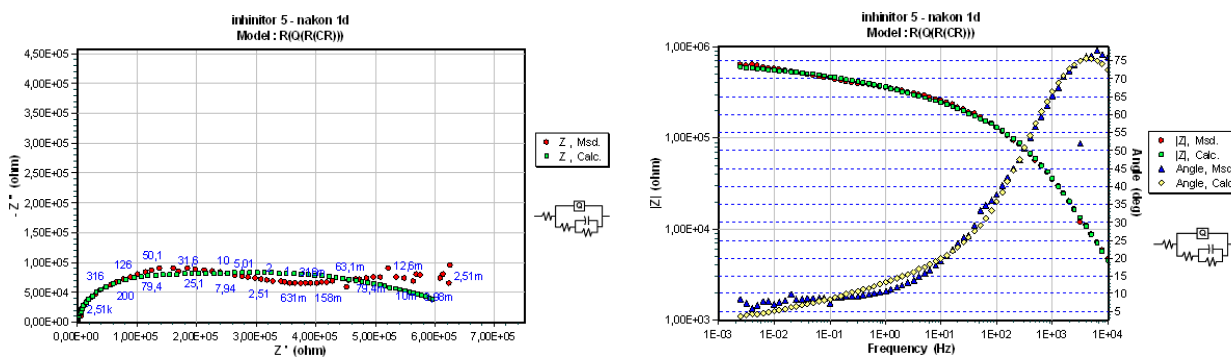 inhinitor 5 - nakon 1d
Model : R(Q(R(CR)))
- Z '' (ohm)
4,50E+05
4,00E+05
3,50E+05
3,00E+05
2,50E+05
2,00E+05
1,50E+05
1,00E+05
5,00E+04
0,00E+00
50,1
31,6
10
5,01
2
1
316m
63,1m
12,6m
2,51m
126
316
200
79,4
25,1
7,94
2,51
631m
158m
79,4m
10m
2,51k
0,00E+00
1,00E+05
2,00E+05
3,00E+05
4,00E+05
5,00E+05
6,00E+05
7,00E+05
Z ' (ohm)
Z , Msd.
Z , Calc.
Q
inhinitor 5 - nakon 1d
Model : R(Q(R(CR)))
|Z| (ohm)
1,00E+06
1,00E+05
1,00E+04
1,00E+03
1E-03
1E-02
1E-01
1E+00
1E+01
1E+02
1E+03
1E+04
Frequency (Hz)
75
70
65
60
55
50
45
40
35
30
25
20
15
10
5
Angle (deg)
|Z|, Msd.
|Z|, Calc.
Angle, Msd
Angle, Calc
Q